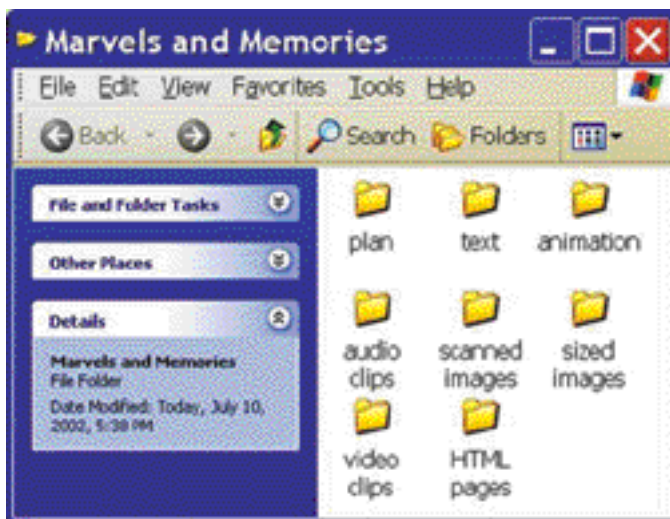 Marvels and Memories
File Edit View Favorites Tools Help
Back Search Folders
File and Folder Tasks
Other Places
Details
Marvels and Memories
File Folder
Date Modified: Today, July 10,
2002, 5:38 PM
plan text animation
audio scanned sized
clips images images
video HTML
clips pages